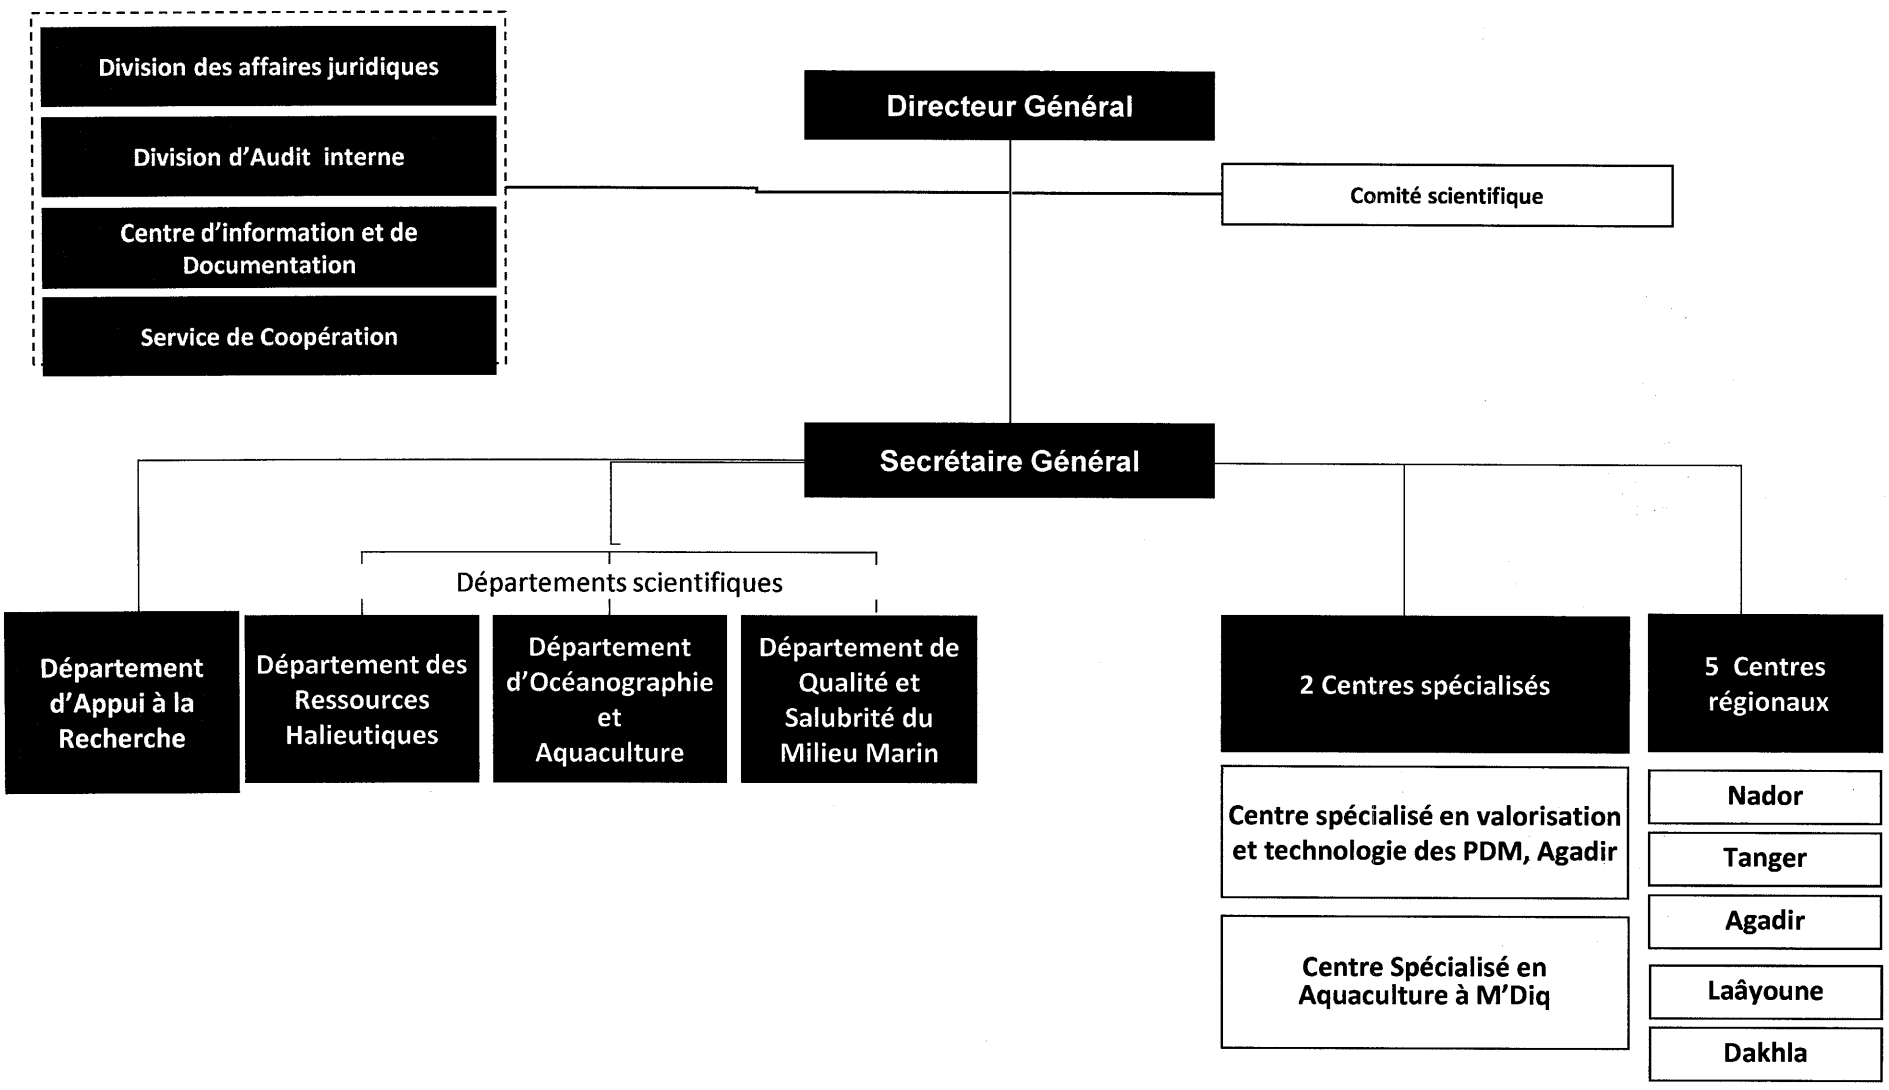 Division des affaires juridiques
Division d'Audit interne
Centre d'information et de
Documentation
Service de Coopération
Directeur Général
Comité scientifique
Secrétaire Général
Départements scientifiques
Département
d'Appui à la
Recherche
Département des
Ressources
Halieutiques
Département
d'Océanographie
et
Aquaculture
Département de
Qualité et
Salubrité du
Milieu Marin
2 Centres spécialisés
Centre spécialisé en valorisation
et technologie des PDM, Agadir
Centre Spécialisé en
Aquaculture à M'Diq
5 Centres
régionaux
Nador
Tanger
Agadir
Laâyoune
Dakhla